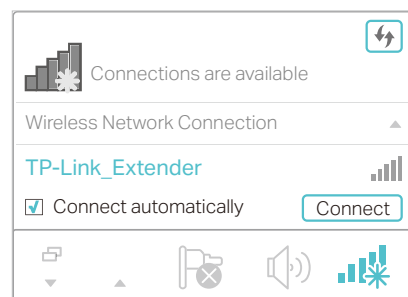 Connections are available
Wireless Network Connection
TP-Link_Extender
Connect automatically
Connect